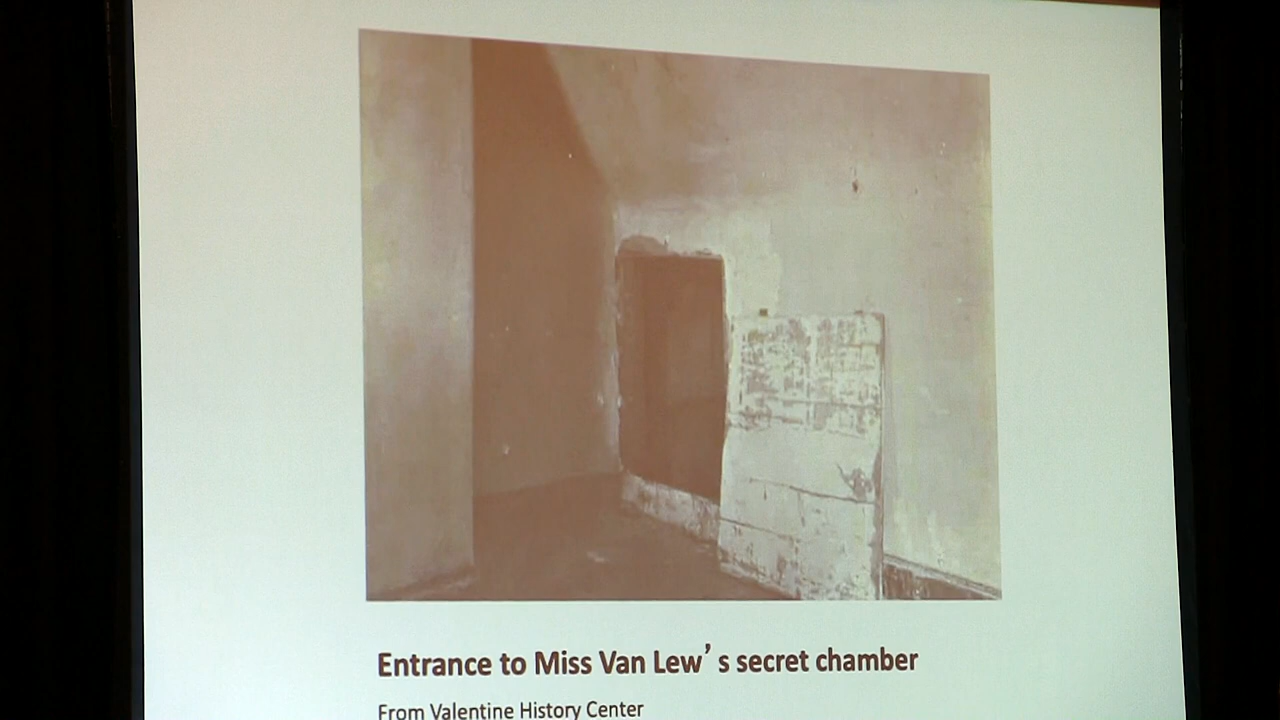 Entrance to Miss Van Lew’s secret chamber
From Valentine History Center